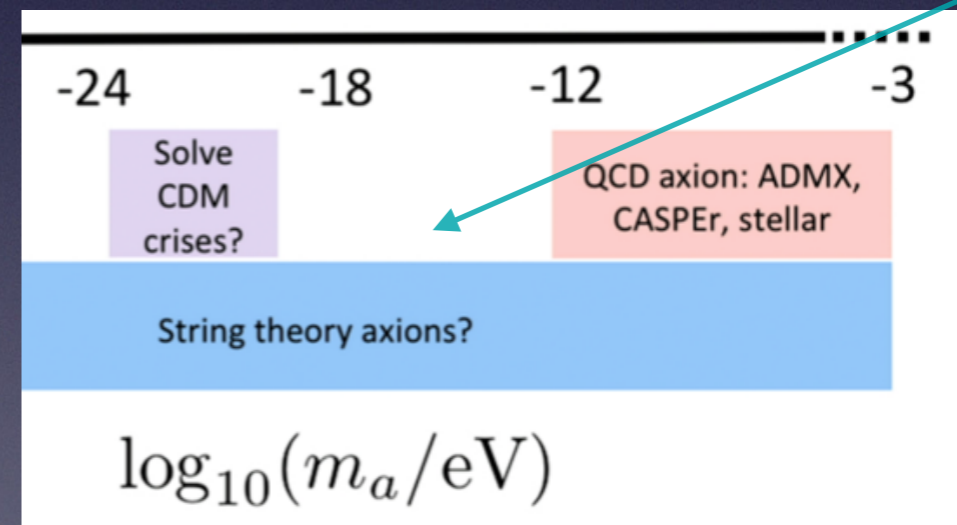 -24 -18 -12 -3
Solve
CDM
crises?
QCD axion: ADMX,
CASPEr, stellar
String theory axions?
log₁₀(mₐ/eV)